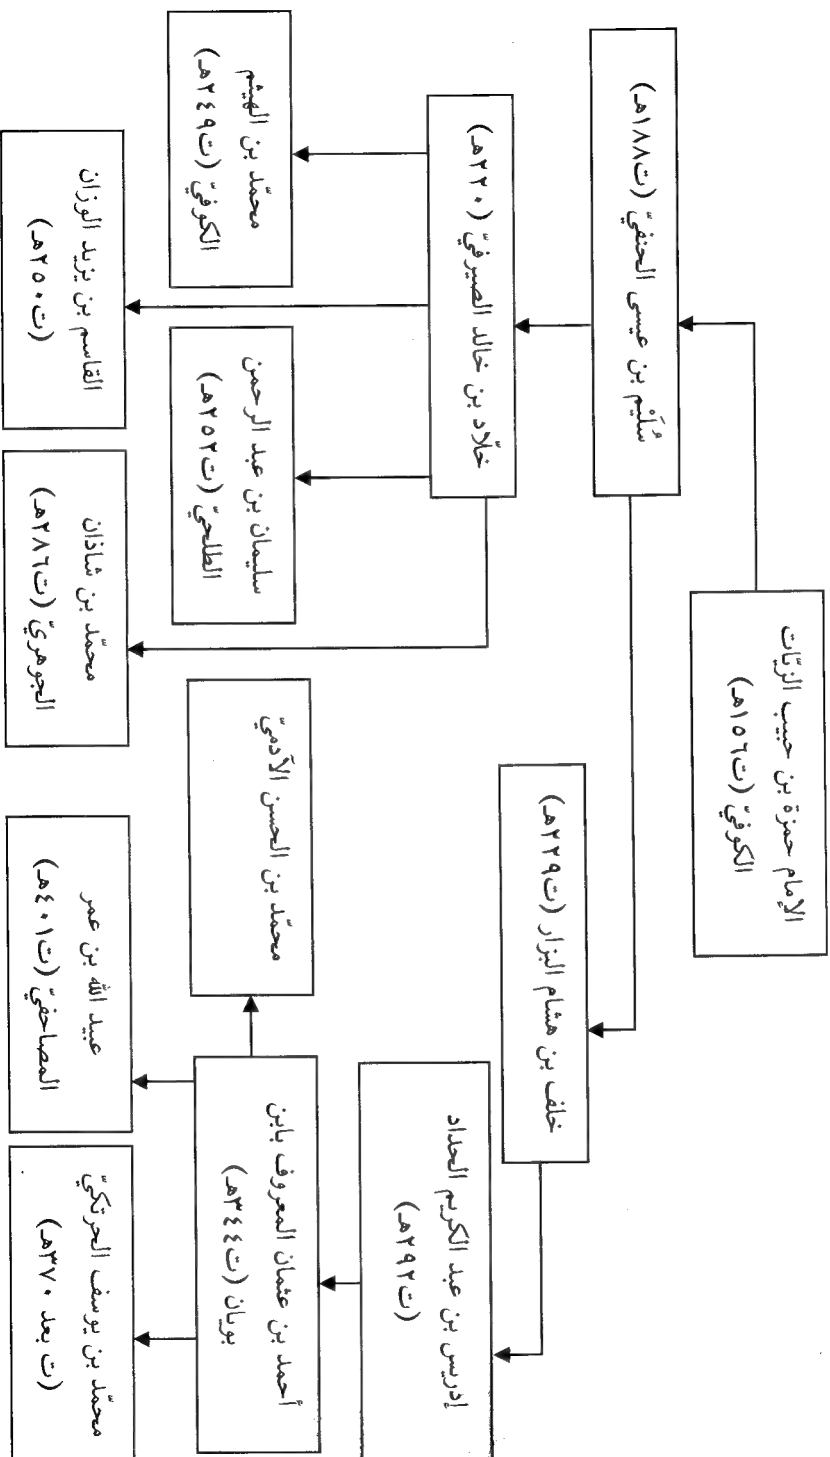 الإمام حمزة بن حبيب الزيّات
الكوفيّ (ت١٥٦هـ)
سُلَيْم بن عيسى الحنفيّ (ت١٨٨هـ)
خلف بن هشام البزار (ت٢٢٩هـ)
خلّاد بن خالد الصيرفيّ (٢٢٠هـ)
إدريس بن عبد الكريم الحداد
(ت٢٩٢هـ)
أحمد بن عثمان المعروف بابن
بويان (ت٣٤٤هـ)
محمّد بن الحسن الآدميّ
سليمان بن عبد الرحمن
الطلحيّ (ت٢٥٢هـ)
محمّد بن الهيثم
الكوفيّ (ت٢٤٩هـ)
محمّد بن يوسف الحرتكيّ
(ت بعد ٣٧٠هـ)
عبيد الله بن عمر
المصاحفيّ (ت٤٠١هـ)
محمّد بن شاذان
الجوهريّ (ت٢٨٦هـ)
القاسم بن يزيد الوزان
(ت٢٥٠هـ)